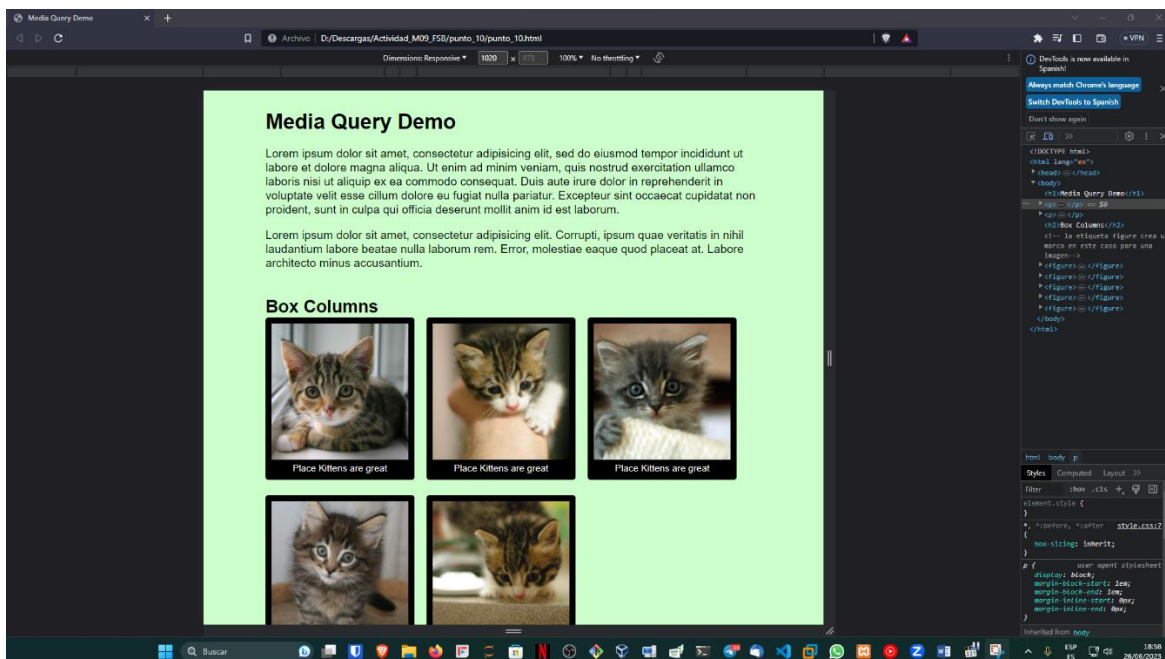 Media Query Demo
Archivo D:/Descargas/Actividad_M09_FSB/punto_10/punto_10.html
VPN
Dimensions: Responsive 1020 x 100% No throttling
DevTools is now available in
Spanish!
Always match Chrome's language
Switch DevTools to Spanish
Don't show again
Media Query Demo
Lorem ipsum dolor sit amet, consectetur adipisicing elit, sed do eiusmod tempor incididunt ut
labore et dolore magna aliqua. Ut enim ad minim veniam, quis nostrud exercitation ullamco
laboris nisi ut aliquip ex ea commodo consequat. Duis aute irure dolor in reprehenderit in
voluptate velit esse cillum dolore eu fugiat nulla pariatur. Excepteur sint occaecat cupidatat non
proident, sunt in culpa qui officia deserunt mollit anim id est laborum.
Lorem ipsum dolor sit amet, consectetur adipisicing elit. Corrupti, ipsum quae veritatis in nihil
laudantium labore beatae nulla laborum rem. Error, molestiae eaque quod placeat at. Labore
architecto minus accusantium.
Box Columns
Place Kittens are great
Place Kittens are great
Place Kittens are great
<!DOCTYPE html>
<html lang="en">
<head> </head>
<body>
<h1>Media Query Demo</h1>
<p> </p> == $0
<p> </p>
<h2>Box Columns</h2>
<!-- la etiqueta figure crea u
marco en este caso para una
imagen-->
<figure> </figure>
<figure> </figure>
<figure> </figure>
<figure> </figure>
<figure> </figure>
</body>
</html>
html body p
Styles Computed Layout
Filter :hov .cls +
element.style {
}
*, *:before, *:after style.css:7
{
box-sizing: inherit;
}
p { user agent stylesheet
display: block;
margin-block-start: 1em;
margin-block-end: 1em;
margin-inline-start: 0px;
margin-inline-end: 0px;
}
Inherited from body
Buscar
ESP
ES
18:58
26/06/2023